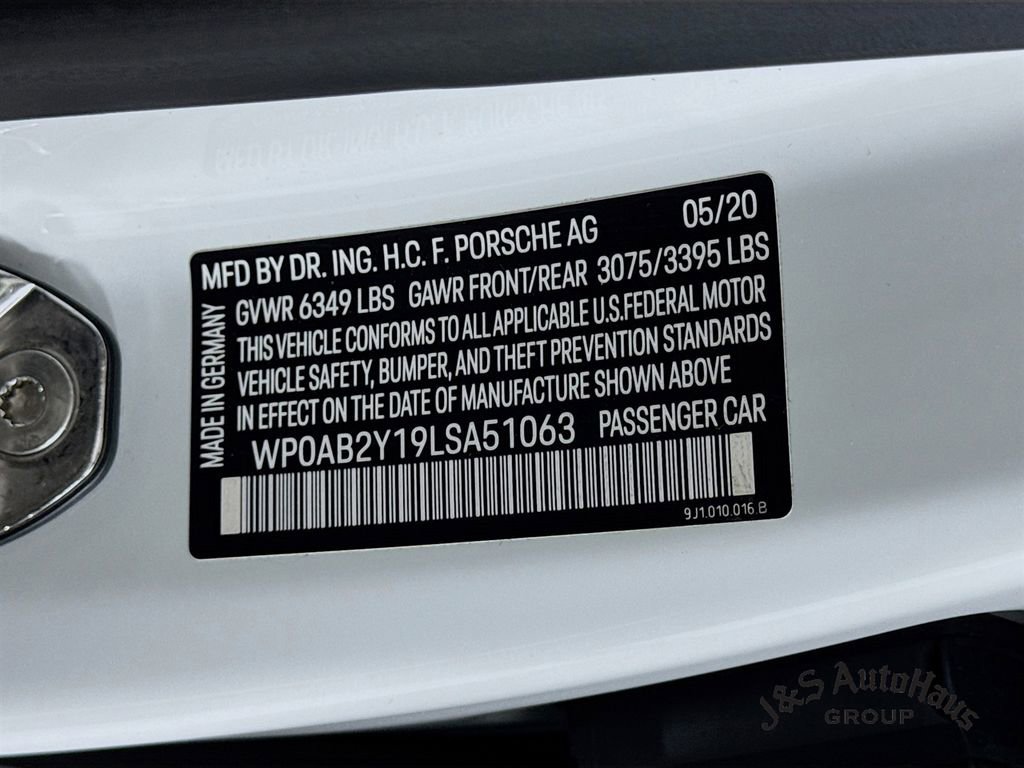 MFD BY DR. ING. H.C. F. PORSCHE AG 05/20
GVWR 6349 LBS GAWR FRONT/REAR 3075/3395 LBS
THIS VEHICLE CONFORMS TO ALL APPLICABLE U.S.FEDERAL MOTOR
VEHICLE SAFETY, BUMPER, AND THEFT PREVENTION STANDARDS
IN EFFECT ON THE DATE OF MANUFACTURE SHOWN ABOVE
WP0AB2Y19LSA51063 PASSENGER CAR
9J1.010.016.B
MADE IN GERMANY
J&S AutoHaus
GROUP